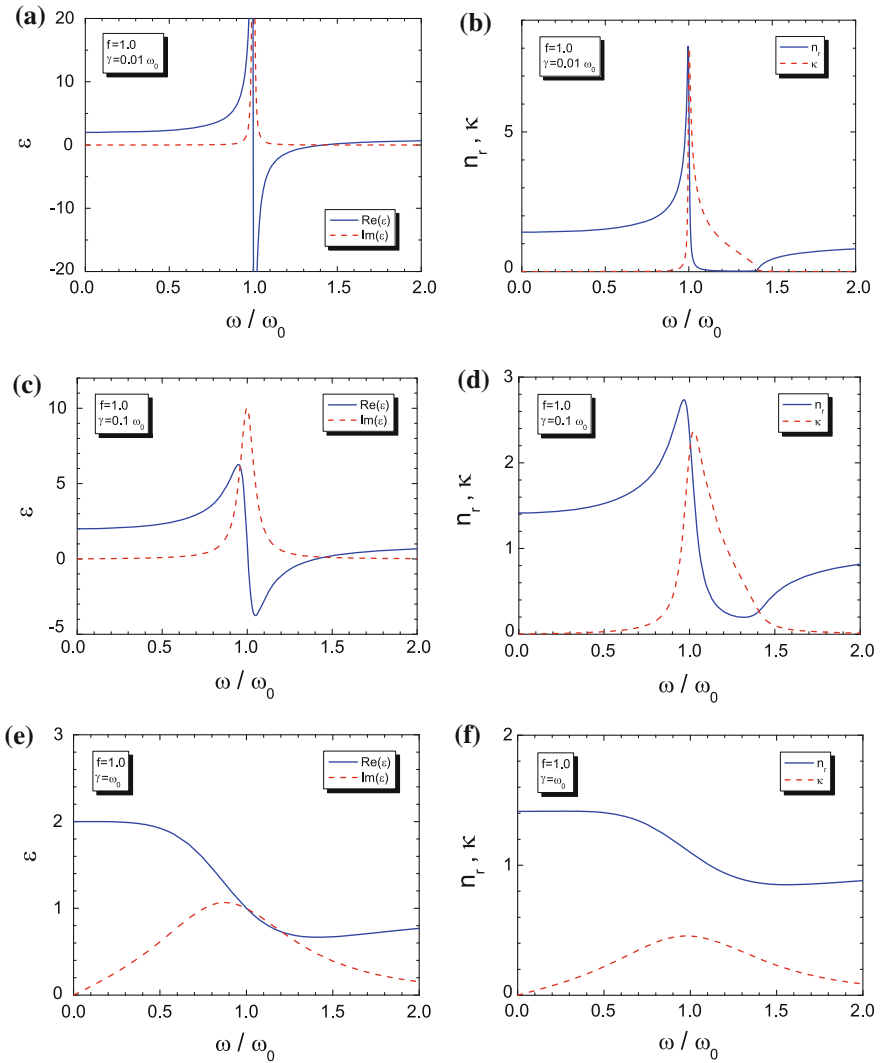 (a)
20
10
0
-10
-20
ε
f=1.0
γ=0.01 ω₀
Re(ε)
Im(ε)
0.0 0.5 1.0 1.5 2.0
ω / ω₀
(b)
5
0
nᵣ , κ
f=1.0
γ=0.01 ω₀
nᵣ
κ
0.0 0.5 1.0 1.5 2.0
ω / ω₀
(c)
10
5
0
-5
ε
f=1.0
γ=0.1 ω₀
Re(ε)
Im(ε)
0.0 0.5 1.0 1.5 2.0
ω / ω₀
(d)
3
2
1
0
nᵣ , κ
f=1.0
γ=0.1 ω₀
nᵣ
κ
0.0 0.5 1.0 1.5 2.0
ω / ω₀
(e)
3
2
1
0
ε
f=1.0
γ=ω₀
Re(ε)
Im(ε)
0.0 0.5 1.0 1.5 2.0
ω / ω₀
(f)
2
1
0
nᵣ , κ
f=1.0
γ=ω₀
nᵣ
κ
0.0 0.5 1.0 1.5 2.0
ω / ω₀